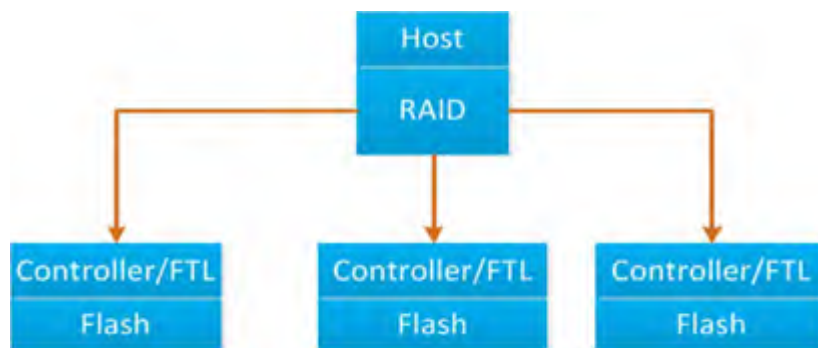 Host
RAID
Controller/FTL
Flash
Controller/FTL
Flash
Controller/FTL
Flash